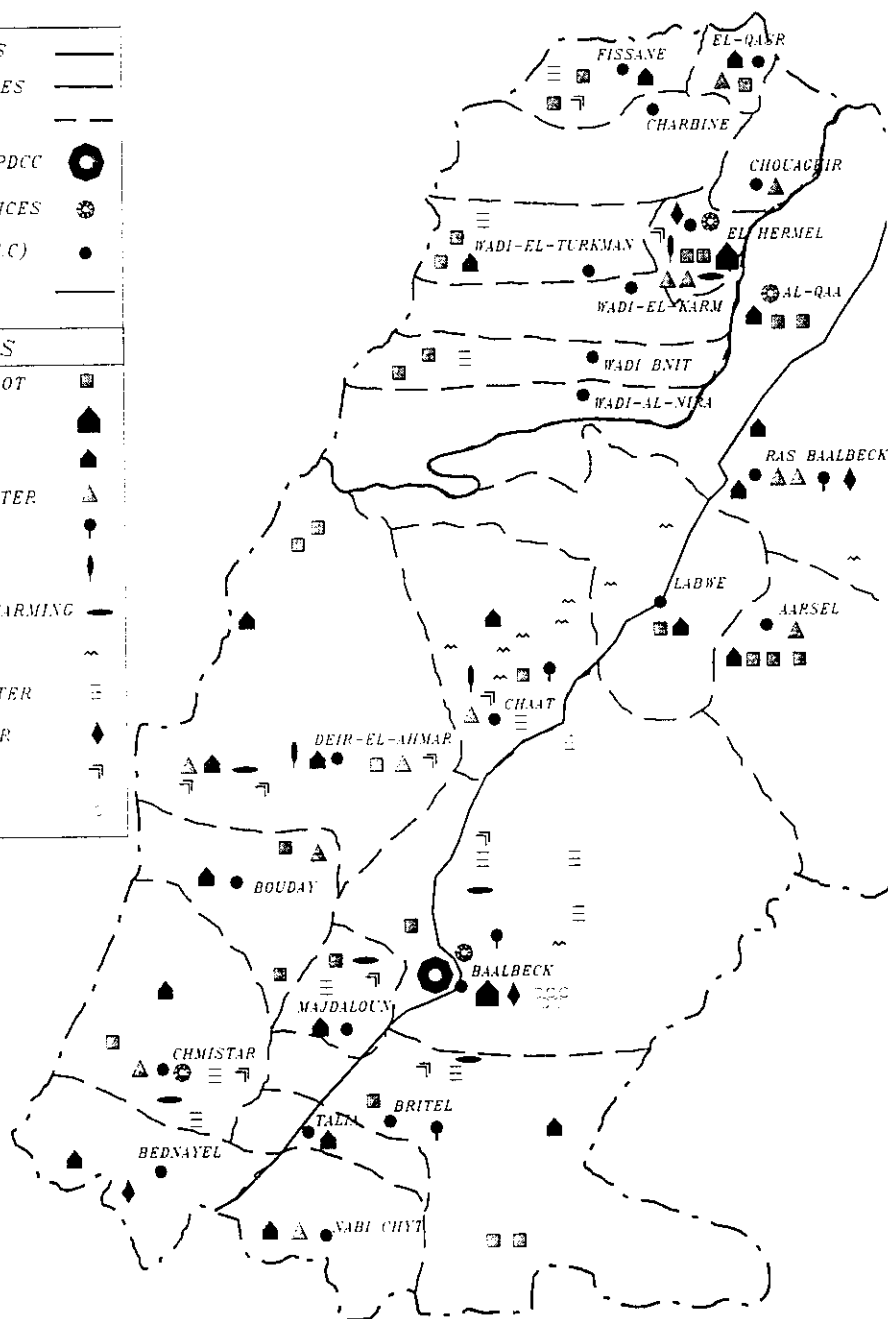 S
ES
PDCC
ICES
.C)
S
OT
TER
ARMING
TER
R
FISSANE
EL-QASR
CHARBINE
CHOUAGEIR
WADI-EL-TURKMAN
EL HERMEL
WADI-EL-KARM
AL-QAA
WADI BNIT
WADI-AL-NIRA
RAS BAALBECK
LABWE
AARSEL
CHAAT
DEIR-EL-AHMAR
BOUDAY
BAALBECK
MAJDALOUN
CHMISTAR
BRITEL
TALIA
BEDNAYEL
NABI CHYT